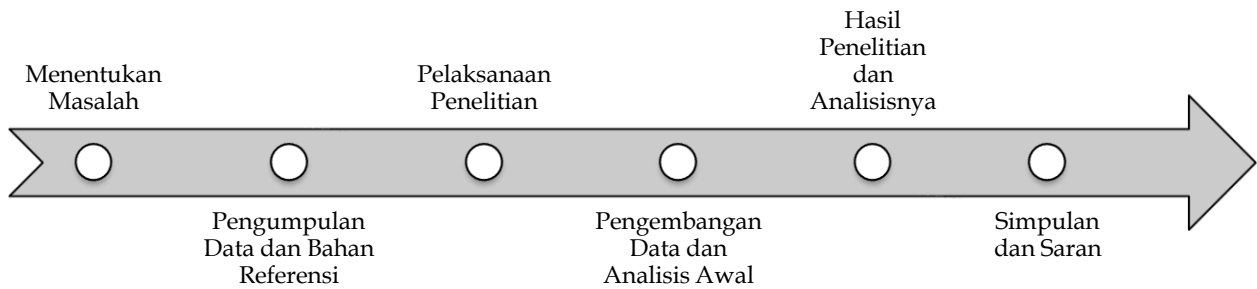 Menentukan
Masalah
Pengumpulan
Data dan Bahan
Referensi
Pelaksanaan
Penelitian
Pengembangan
Data dan
Analisis Awal
Hasil
Penelitian
dan
Analisisnya
Simpulan
dan Saran